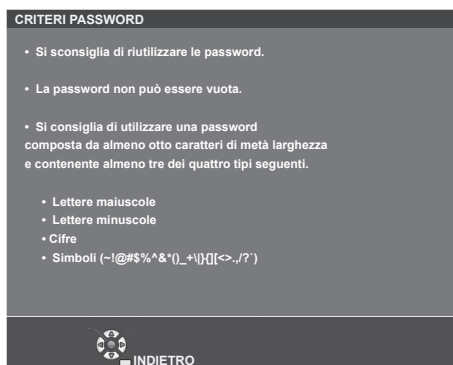 CRITERI PASSWORD
• Si sconsiglia di riutilizzare le password.
• La password non può essere vuota.
• Si consiglia di utilizzare una password
composta da almeno otto caratteri di metà larghezza
e contenente almeno tre dei quattro tipi seguenti.
• Lettere maiuscole
• Lettere minuscole
• Cifre
• Simboli (~!@#$%^&*()_+\|}{][<>.,/?`)
INDIETRO